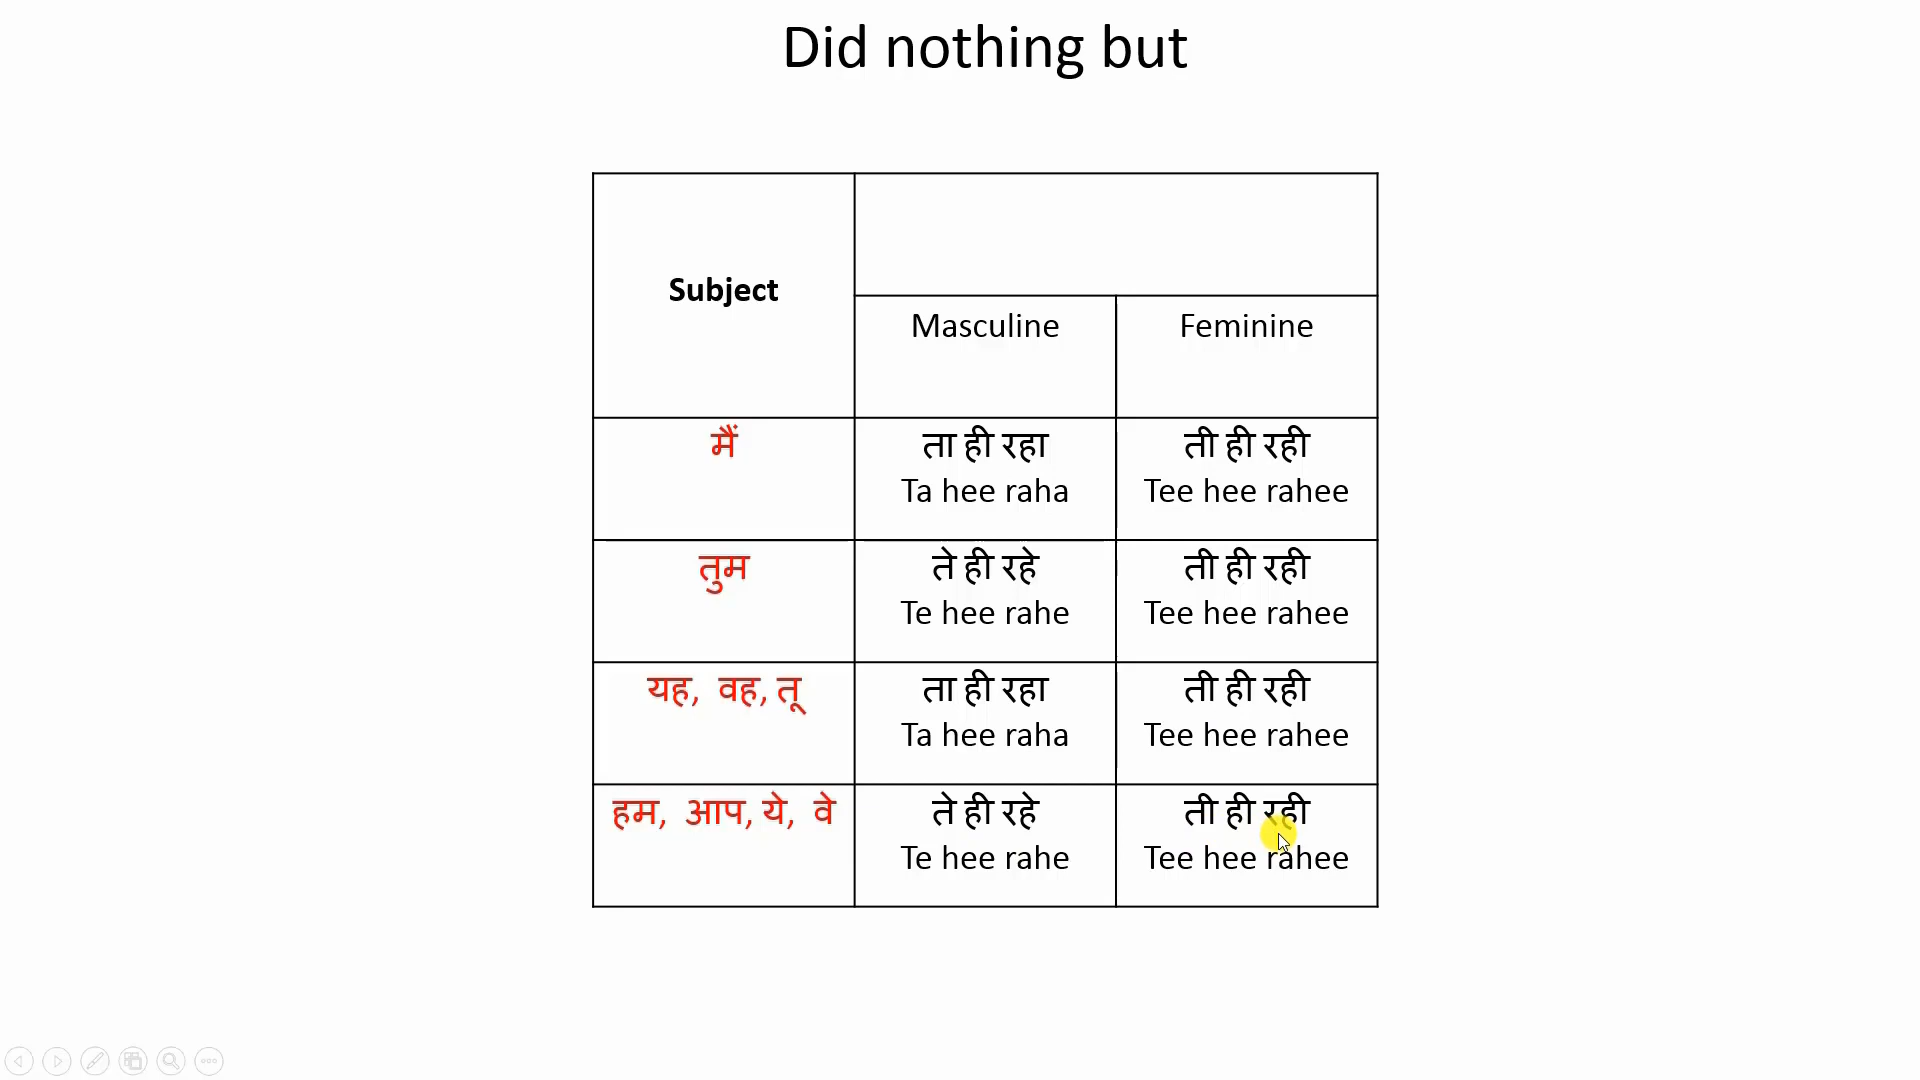 Did nothing but
Subject
Masculine
Feminine
मैं
ता ही रहा
Ta hee raha
ती ही रही
Tee hee rahee
तुम
ते ही रहे
Te hee rahe
ती ही रही
Tee hee rahee
यह, वह, तू
ता ही रहा
Ta hee raha
ती ही रही
Tee hee rahee
हम, आप, ये, वे
ते ही रहे
Te hee rahe
ती ही रही
Tee hee rahee